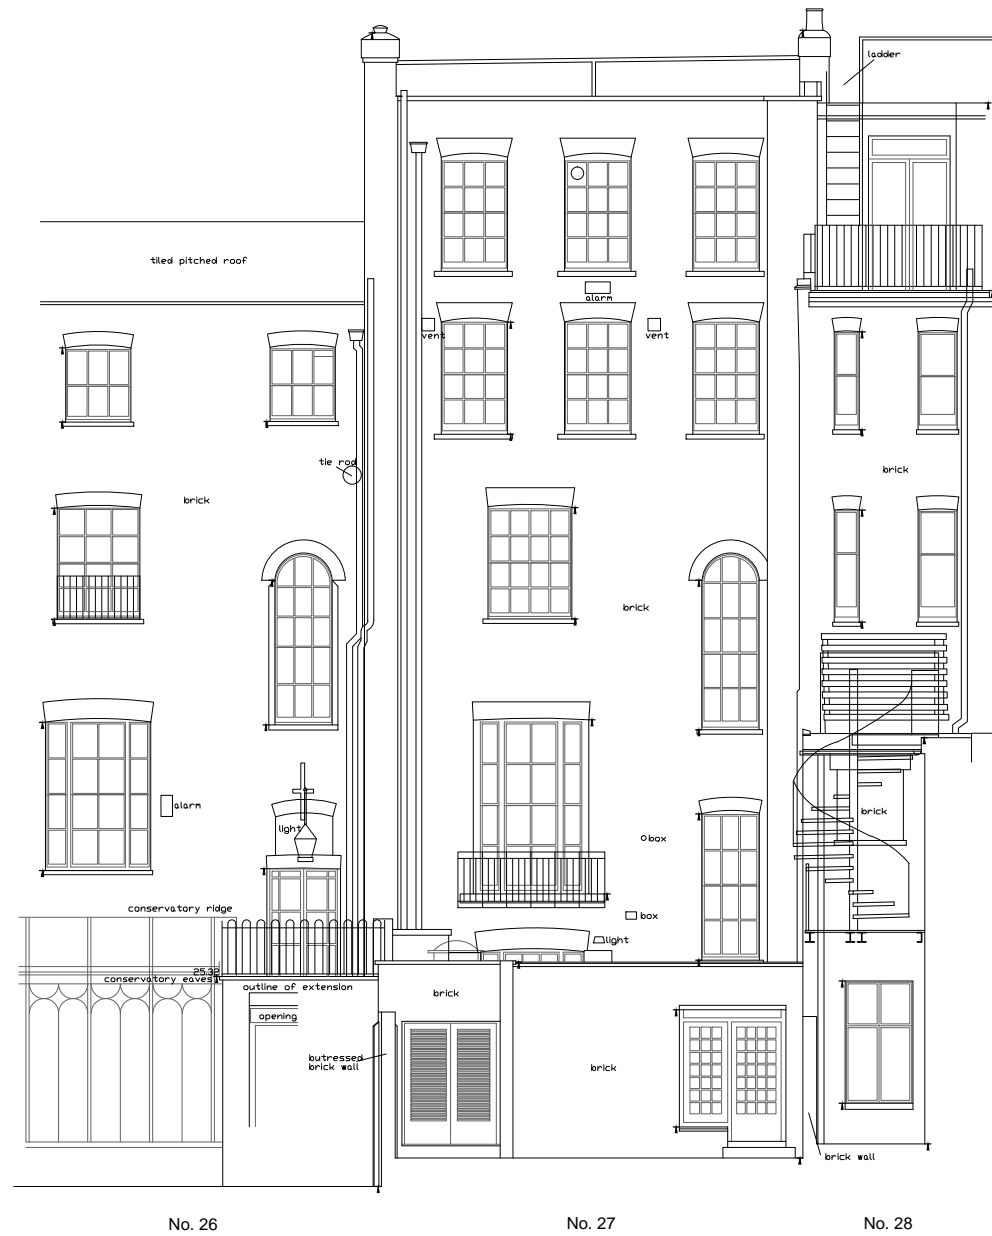 ladder
tiled pitched roof
alarm
vent
vent
tie rod
brick
brick
brick
alarm
light
brick
box
conservatory ridge
box
light
25.32
conservatory eaves
outline of extension
brick
opening
butressed
brick wall
brick
brick wall
No. 26
No. 27
No. 28